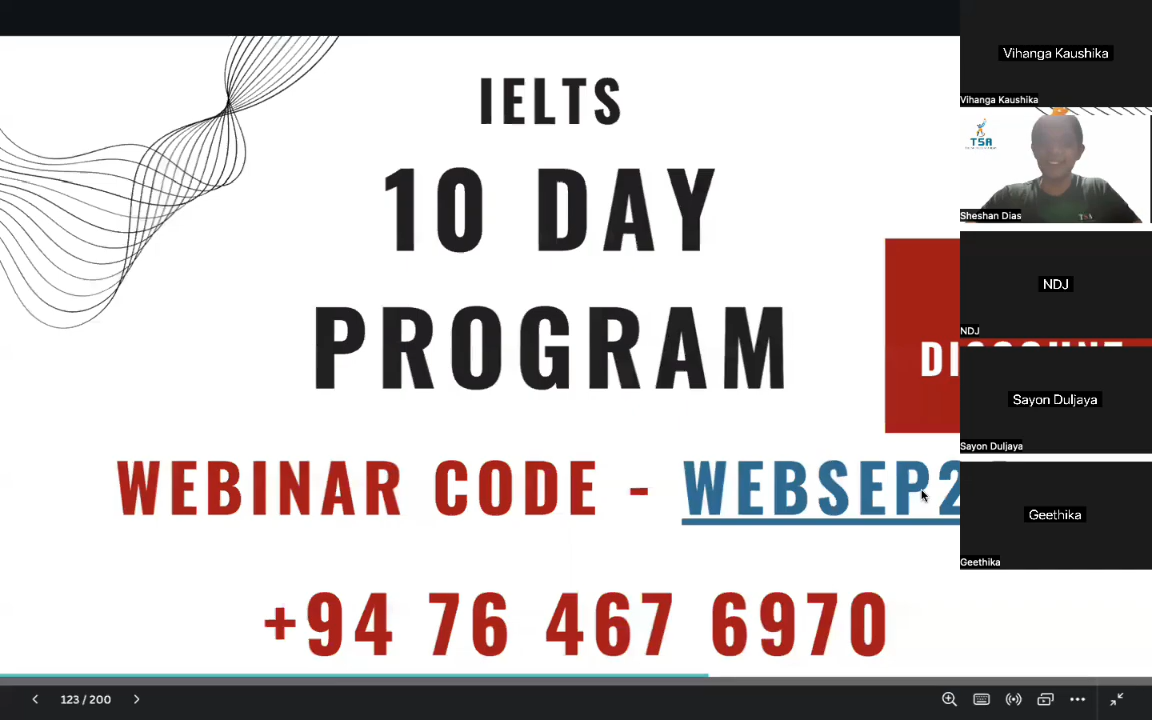 IELTS
10 DAY
PROGRAM
WEBINAR CODE - WEBSEP2
+94 76 467 6970
123 / 200
Vihanga Kaushika
Vihanga Kaushika
TSA
TSA
Sheshan Dias
NDJ
NDJ
Sayon Duljaya
Sayon Duljaya
Geethika
Geethika